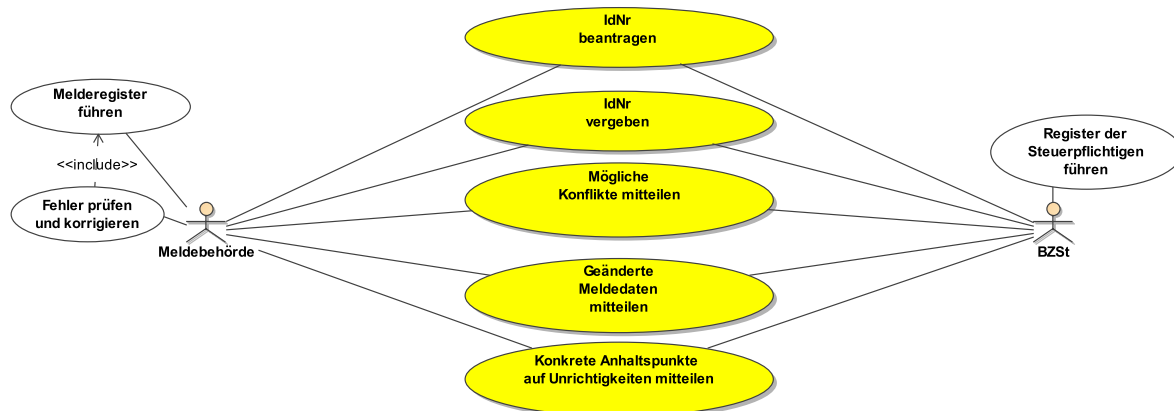 IdNr
beantragen
Melderegister
führen
IdNr
vergeben
Register der
Steuerpflichtigen
führen
<<include>>
Mögliche
Konflikte mitteilen
Fehler prüfen
und korrigieren
Meldebehörde
BZSt
Geänderte
Meldedaten
mitteilen
Konkrete Anhaltspunkte
auf Unrichtigkeiten mitteilen